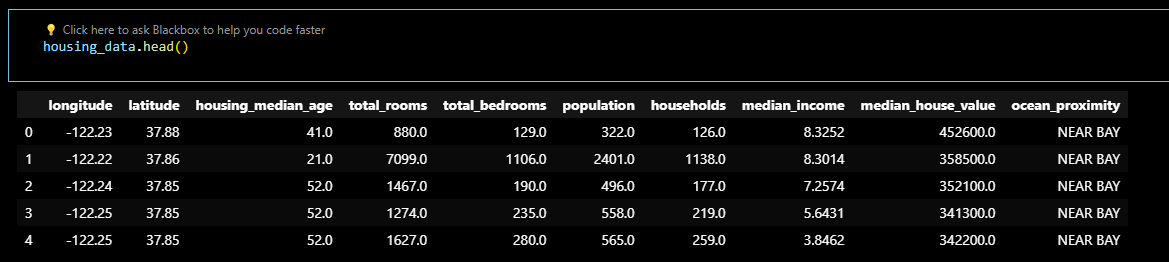 💡 Click here to ask Blackbox to help you code faster
housing_data.head()
longitude latitude housing_median_age total_rooms total_bedrooms population households median_income median_house_value ocean_proximity
0 -122.23 37.88 41.0 880.0 129.0 322.0 126.0 8.3252 452600.0 NEAR BAY
1 -122.22 37.86 21.0 7099.0 1106.0 2401.0 1138.0 8.3014 358500.0 NEAR BAY
2 -122.24 37.85 52.0 1467.0 190.0 496.0 177.0 7.2574 352100.0 NEAR BAY
3 -122.25 37.85 52.0 1274.0 235.0 558.0 219.0 5.6431 341300.0 NEAR BAY
4 -122.25 37.85 52.0 1627.0 280.0 565.0 259.0 3.8462 342200.0 NEAR BAY